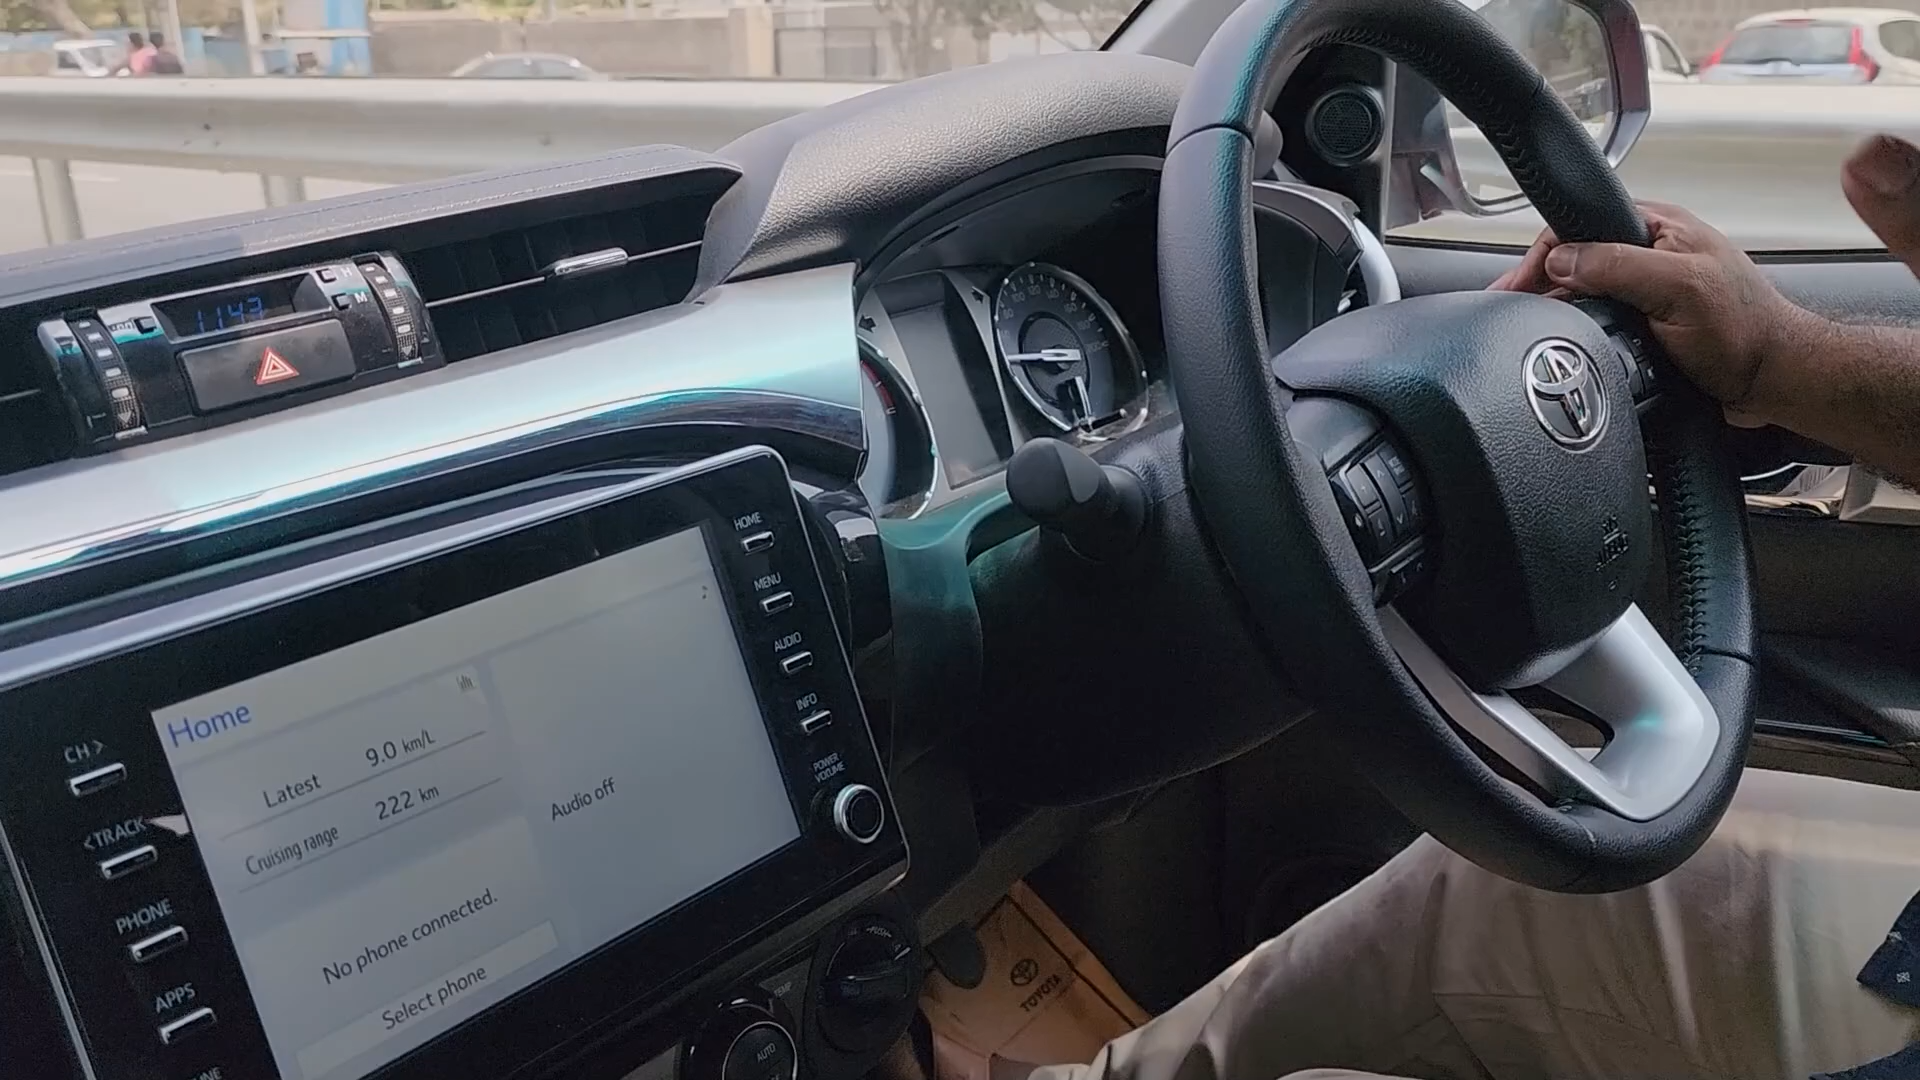 11:43
H
M
HOME
MENU
AUDIO
INFO
POWER
VOLUME
CH >
< TRACK
PHONE
APPS
Home
Latest 9.0 km/L
Cruising range 222 km
No phone connected.
Select phone
Audio off
TEMP
AUTO
TOYOTA